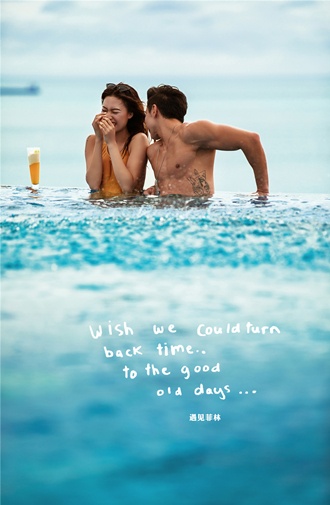 Wish we could turn
back time..
to the good
old days...
遇见菲林